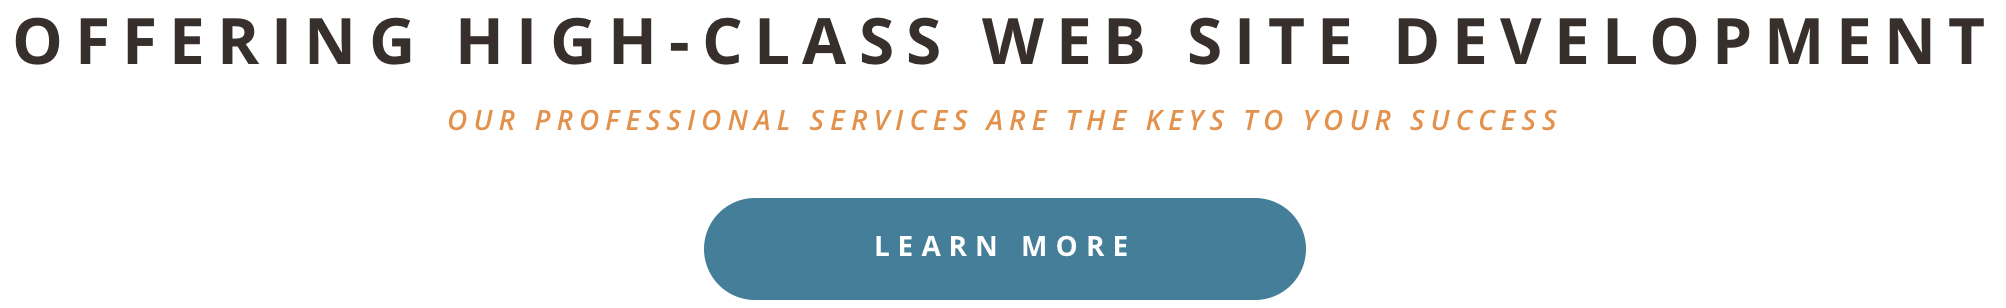 OFFERING HIGH-CLASS WEB SITE DEVELOPMENT
OUR PROFESSIONAL SERVICES ARE THE KEYS TO YOUR SUCCESS
LEARN MORE